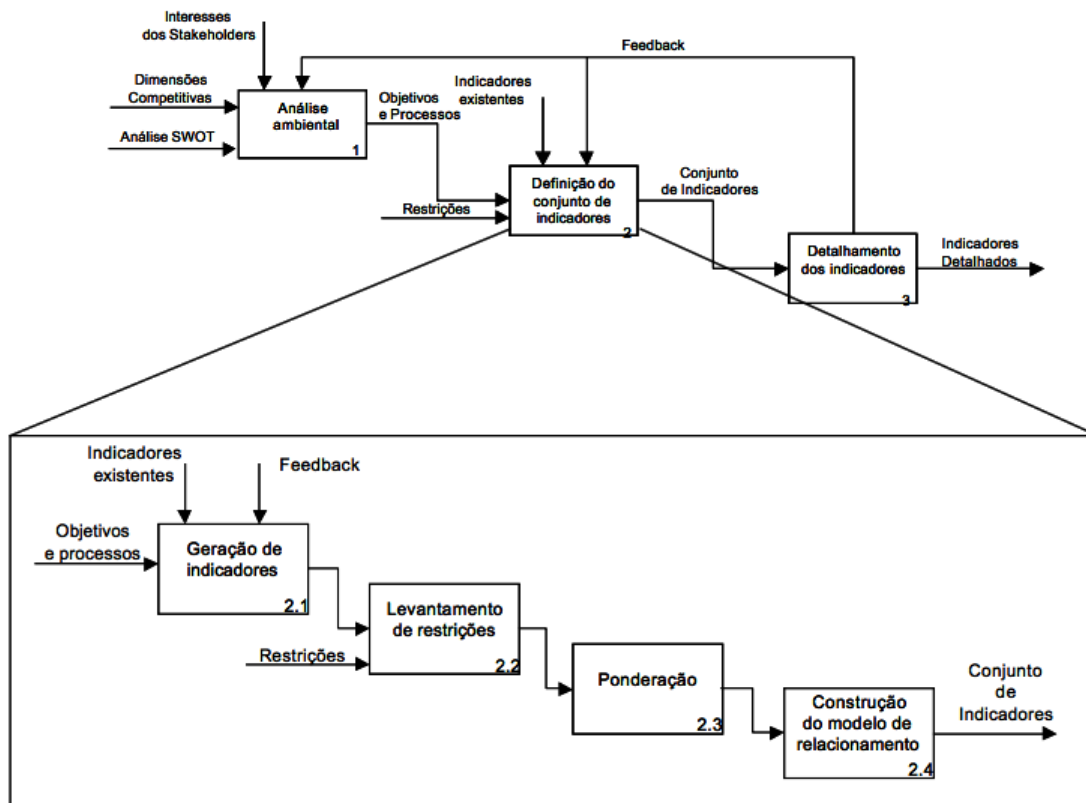 Interesses
dos Stakeholders
Feedback
Dimensões
Competitivas
Análise SWOT
Análise
ambiental
1
Objetivos
e Processos
Indicadores
existentes
Restrições
Definição do
conjunto de
indicadores
2
Conjunto
de Indicadores
Detalhamento
dos indicadores
3
Indicadores
Detalhados
Indicadores
existentes
Feedback
Objetivos
e processos
Geração de
indicadores
2.1
Restrições
Levantamento
de restrições
2.2
Ponderação
2.3
Construção
do modelo de
relacionamento
2.4
Conjunto
de
Indicadores